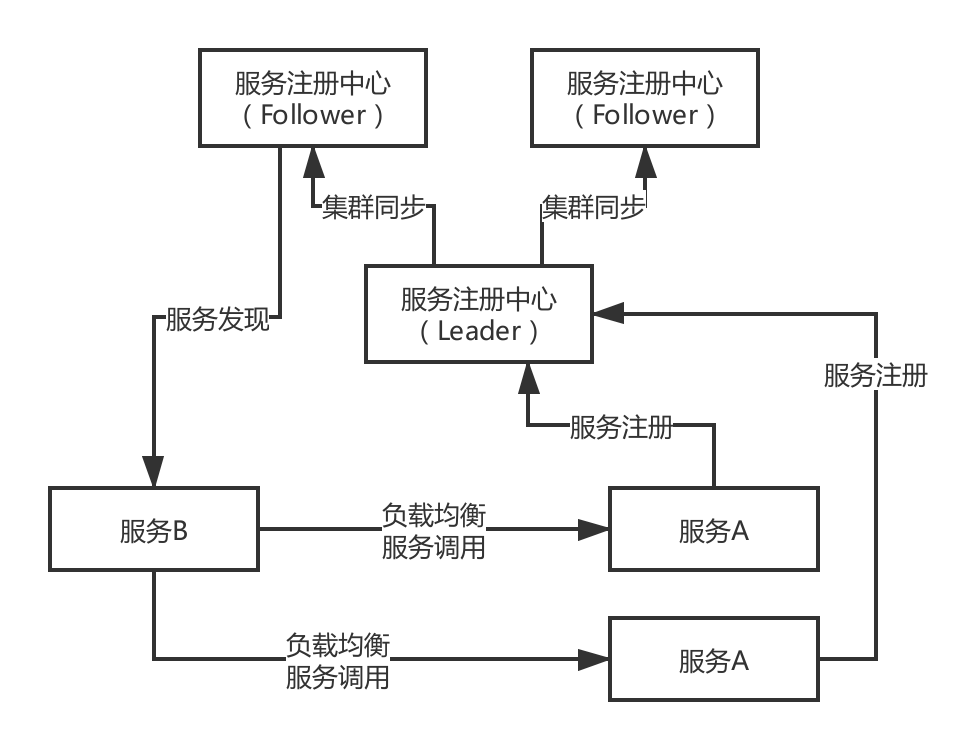 服务注册中心
（Follower）
服务注册中心
（Follower）
集群同步
集群同步
服务注册中心
（Leader）
服务发现
服务注册
服务注册
服务B
负载均衡
服务调用
服务A
负载均衡
服务调用
服务A